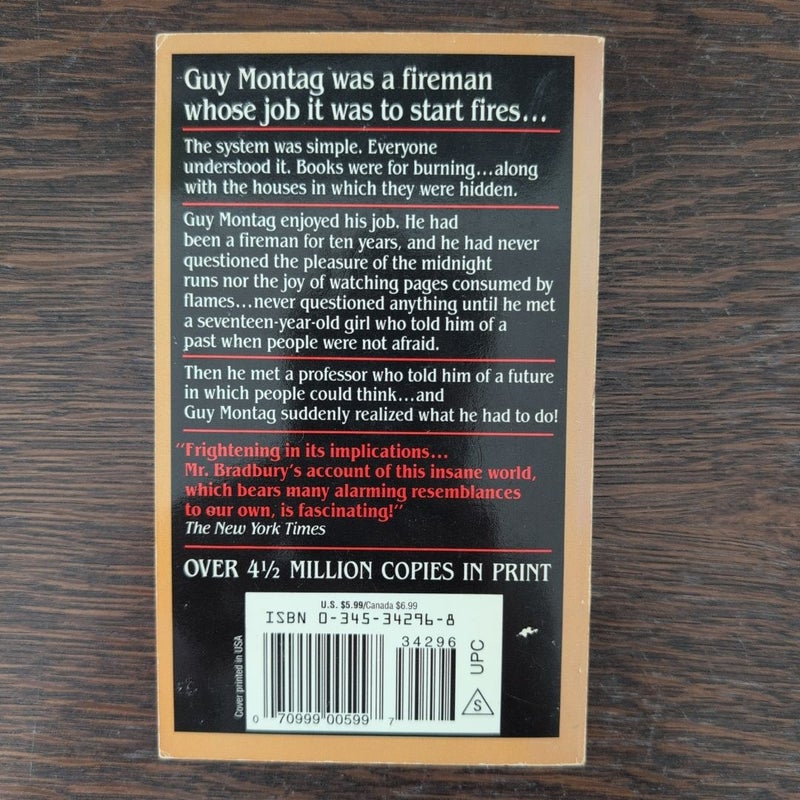 Guy Montag was a fireman
whose job it was to start fires...
The system was simple. Everyone
understood it. Books were for burning...along
with the houses in which they were hidden.
Guy Montag enjoyed his job. He had
been a fireman for ten years, and he had never
questioned the pleasure of the midnight
runs nor the joy of watching pages consumed by
flames...never questioned anything until he met
a seventeen-year-old girl who told him of a
past when people were not afraid.
Then he met a professor who told him of a future
in which people could think...and
Guy Montag suddenly realized what he had to do!
"Frightening in its implications...
Mr. Bradbury's account of this insane world,
which bears many alarming resemblances
to our own, is fascinating!"
The New York Times
OVER 4½ MILLION COPIES IN PRINT
U.S. $5.99/Canada $6.99
ISBN 0-345-34296-8
34296
Cover printed in USA
0 70999 00599 7
UPC
S